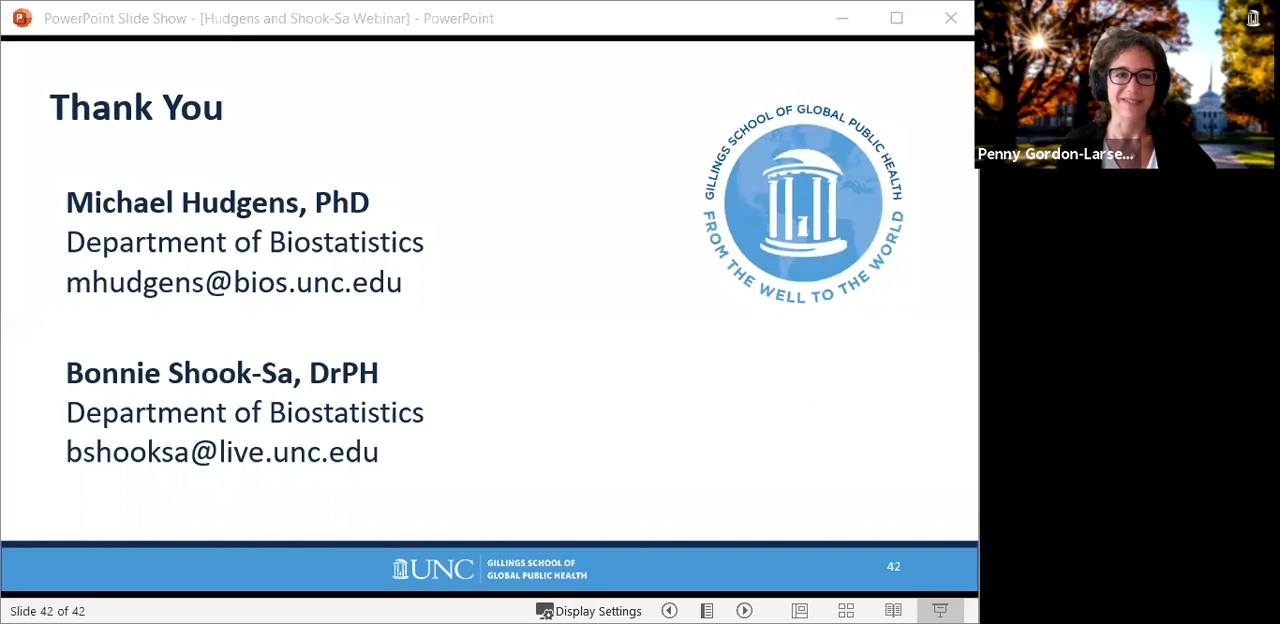 PowerPoint Slide Show - [Hudgens and Shook-Sa Webinar] - PowerPoint
Thank You
Michael Hudgens, PhD
Department of Biostatistics
mhudgens@bios.unc.edu
Bonnie Shook-Sa, DrPH
Department of Biostatistics
bshooksa@live.unc.edu
GILLINGS SCHOOL OF GLOBAL PUBLIC HEALTH
FROM THE WELL TO THE WORLD
Penny Gordon-Larse...
UNC
GILLINGS SCHOOL OF
GLOBAL PUBLIC HEALTH
42
Slide 42 of 42
Display Settings